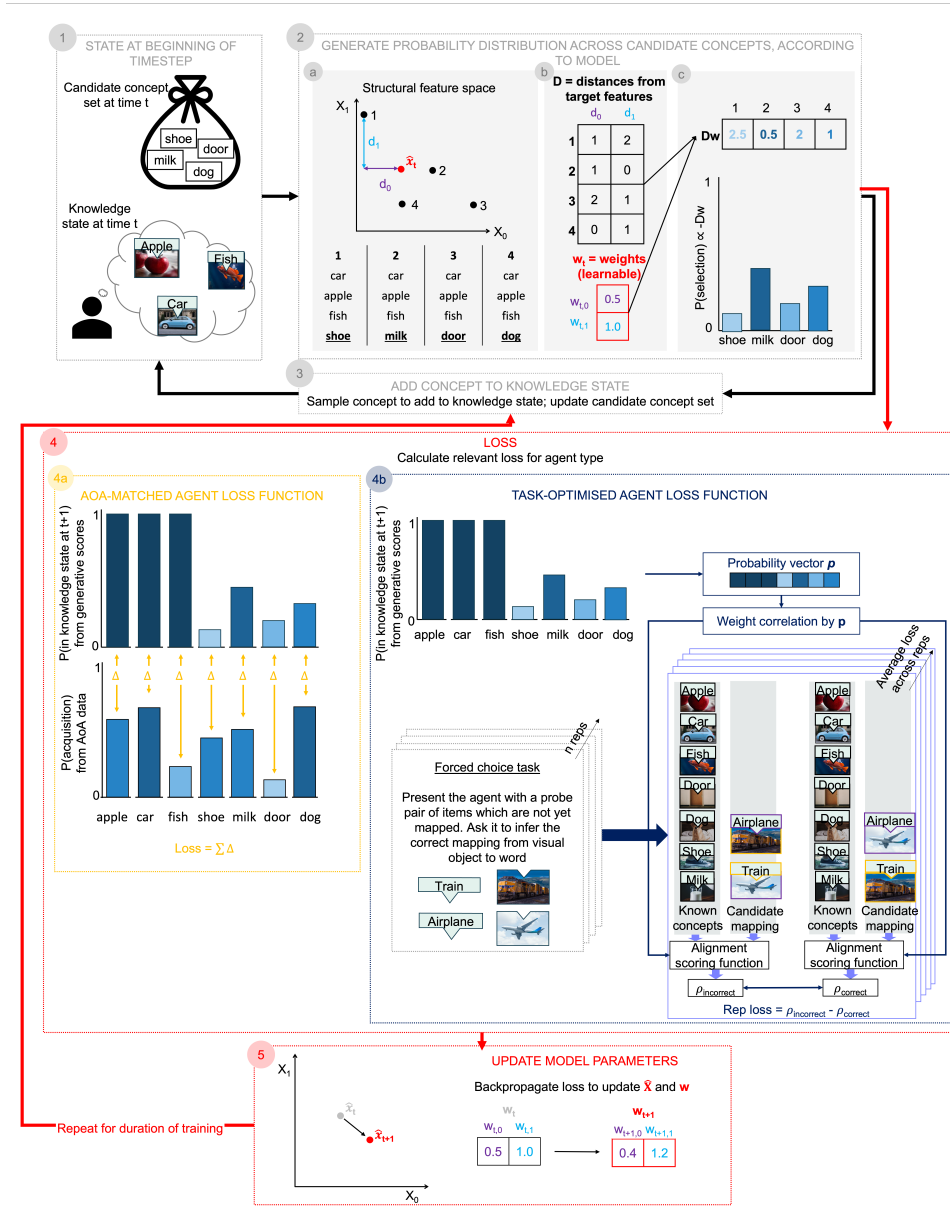 1
STATE AT BEGINNING OF
TIMESTEP
Candidate concept
set at time t
shoe
door
milk
dog
Knowledge
state at time t
Apple
Fish
Car
2
GENERATE PROBABILITY DISTRIBUTION ACROSS CANDIDATE CONCEPTS, ACCORDING
TO MODEL
a
Structural feature space
X1
1
d1
x̂t
2
d0
4
3
X0
1 2 3 4
car car car car
apple apple apple apple
fish fish fish fish
shoe milk door dog
b
D = distances from
target features
d0 d1
1 1 2
2 1 0
3 2 1
4 0 1
wt = weights
(learnable)
wt,0 0.5
wt,1 1.0
c
1 2 3 4
Dw 2.5 0.5 2 1
P(selection) ∝ -Dw
1
0
shoe milk door dog
3
ADD CONCEPT TO KNOWLEDGE STATE
Sample concept to add to knowledge state; update candidate concept set
4
LOSS
Calculate relevant loss for agent type
4a
AOA-MATCHED AGENT LOSS FUNCTION
P(in knowledge state at t+1)
from generative scores
1
0
Δ Δ Δ Δ Δ Δ Δ
P(acquisition)
from AoA data
1
0
apple car fish shoe milk door dog
Loss = ∑ Δ
4b
TASK-OPTIMISED AGENT LOSS FUNCTION
P(in knowledge state at t+1)
from generative scores
1
0
apple car fish shoe milk door dog
Probability vector p
Weight correlation by p
n reps
Forced choice task
Present the agent with a probe
pair of items which are not yet
mapped. Ask it to infer the
correct mapping from visual
object to word
Train
Airplane
Average loss
across reps
Apple
Car
Fish
Door
Dog
Shoe
Milk
Airplane
Train
Known
concepts
Candidate
mapping
Apple
Car
Fish
Door
Dog
Shoe
Milk
Airplane
Train
Known
concepts
Candidate
mapping
Alignment
scoring function
Alignment
scoring function
ρincorrect
ρcorrect
Rep loss = ρincorrect - ρcorrect
5
UPDATE MODEL PARAMETERS
X1
x̂t
x̂t+1
X0
Backpropagate loss to update X̂ and w
wt
wt,0 wt,1
0.5 1.0
wt+1
wt+1,0 wt+1,1
0.4 1.2
Repeat for duration of training